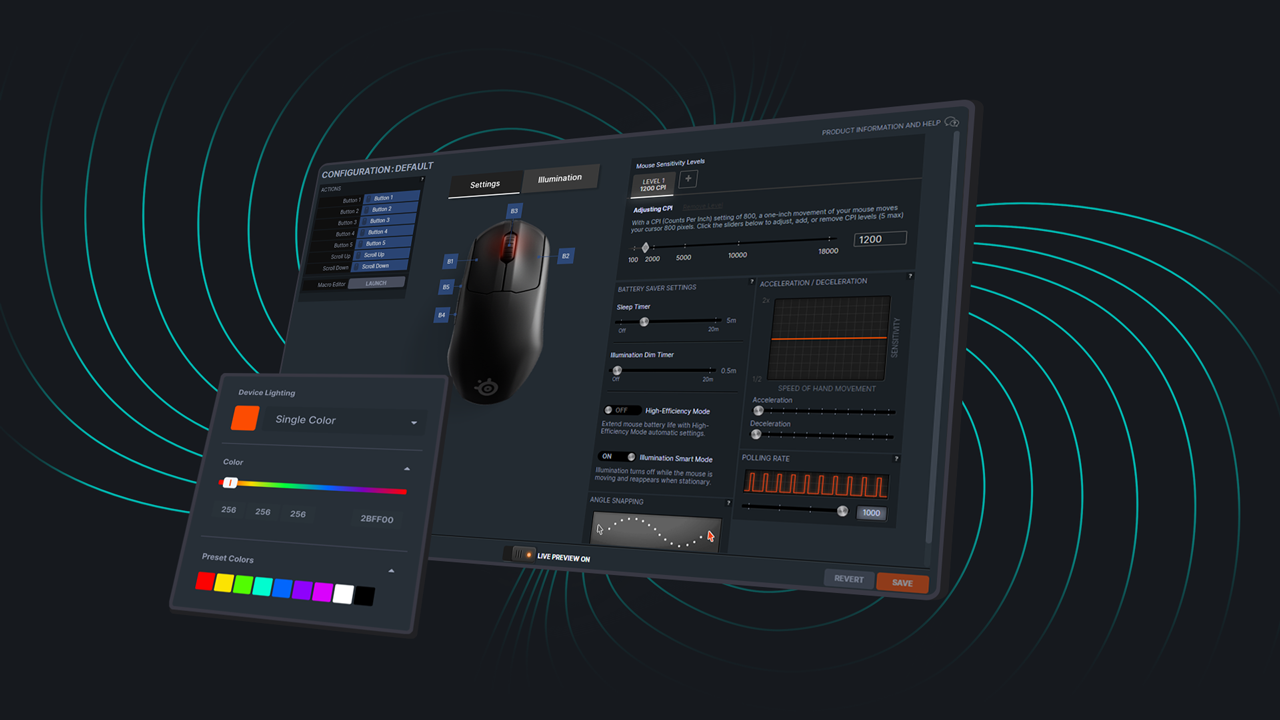 PRODUCT INFORMATION AND HELP
?
CONFIGURATION : DEFAULT
?
ACTIONS
Button 1 Button 1
Button 2 Button 2
Button 3 Button 3
Button 4 Button 4
Button 5 Button 5
Scroll Up Scroll Up
Scroll Down Scroll Down
Macro Editor LAUNCH
Settings Illumination
B3
B1
B2
B5
B4
Mouse Sensitivity Levels
LEVEL 1
1200 CPI
+
Adjusting CPI
With a CPI (Counts Per Inch) setting of 800, a one-inch movement of your mouse moves
your cursor 800 pixels. Click the sliders below to adjust, add, or remove CPI levels (5 max)
1200
100 2000 5000 10000 18000
BATTERY SAVER SETTINGS ?
Sleep Timer
5m
Off 20m
Illumination Dim Timer
0.5m
Off 20m
OFF High-Efficiency Mode
Extend mouse battery life with High-
Efficiency Mode automatic settings.
ON Illumination Smart Mode
Illumination turns off while the mouse is
moving and reappears when stationary.
ANGLE SNAPPING ?
ACCELERATION / DECELERATION ?
2x
SENSITIVITY
1/2
SPEED OF HAND MOVEMENT
Acceleration
Deceleration
POLLING RATE ?
1000
LIVE PREVIEW ON
REVERT SAVE
Device Lighting
Single Color
Color
256 256 256 2BFF00
Preset Colors